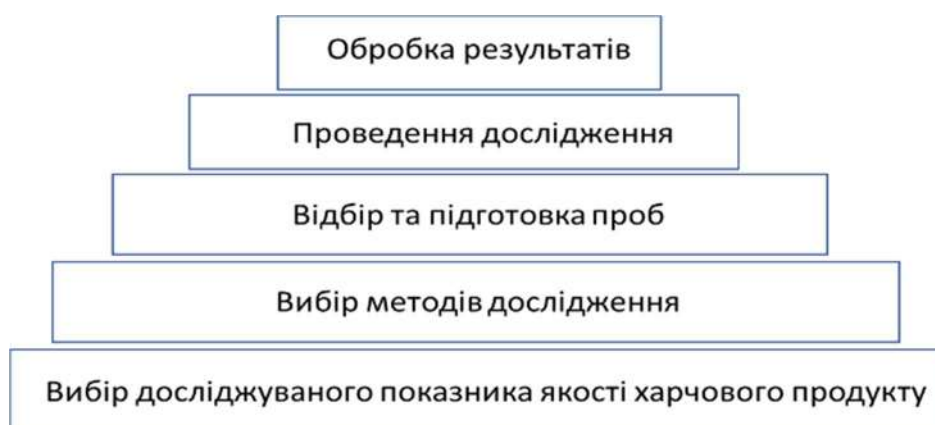 Обробка результатів
Проведення дослідження
Відбір та підготовка проб
Вибір методів дослідження
Вибір досліджуваного показника якості харчового продукту